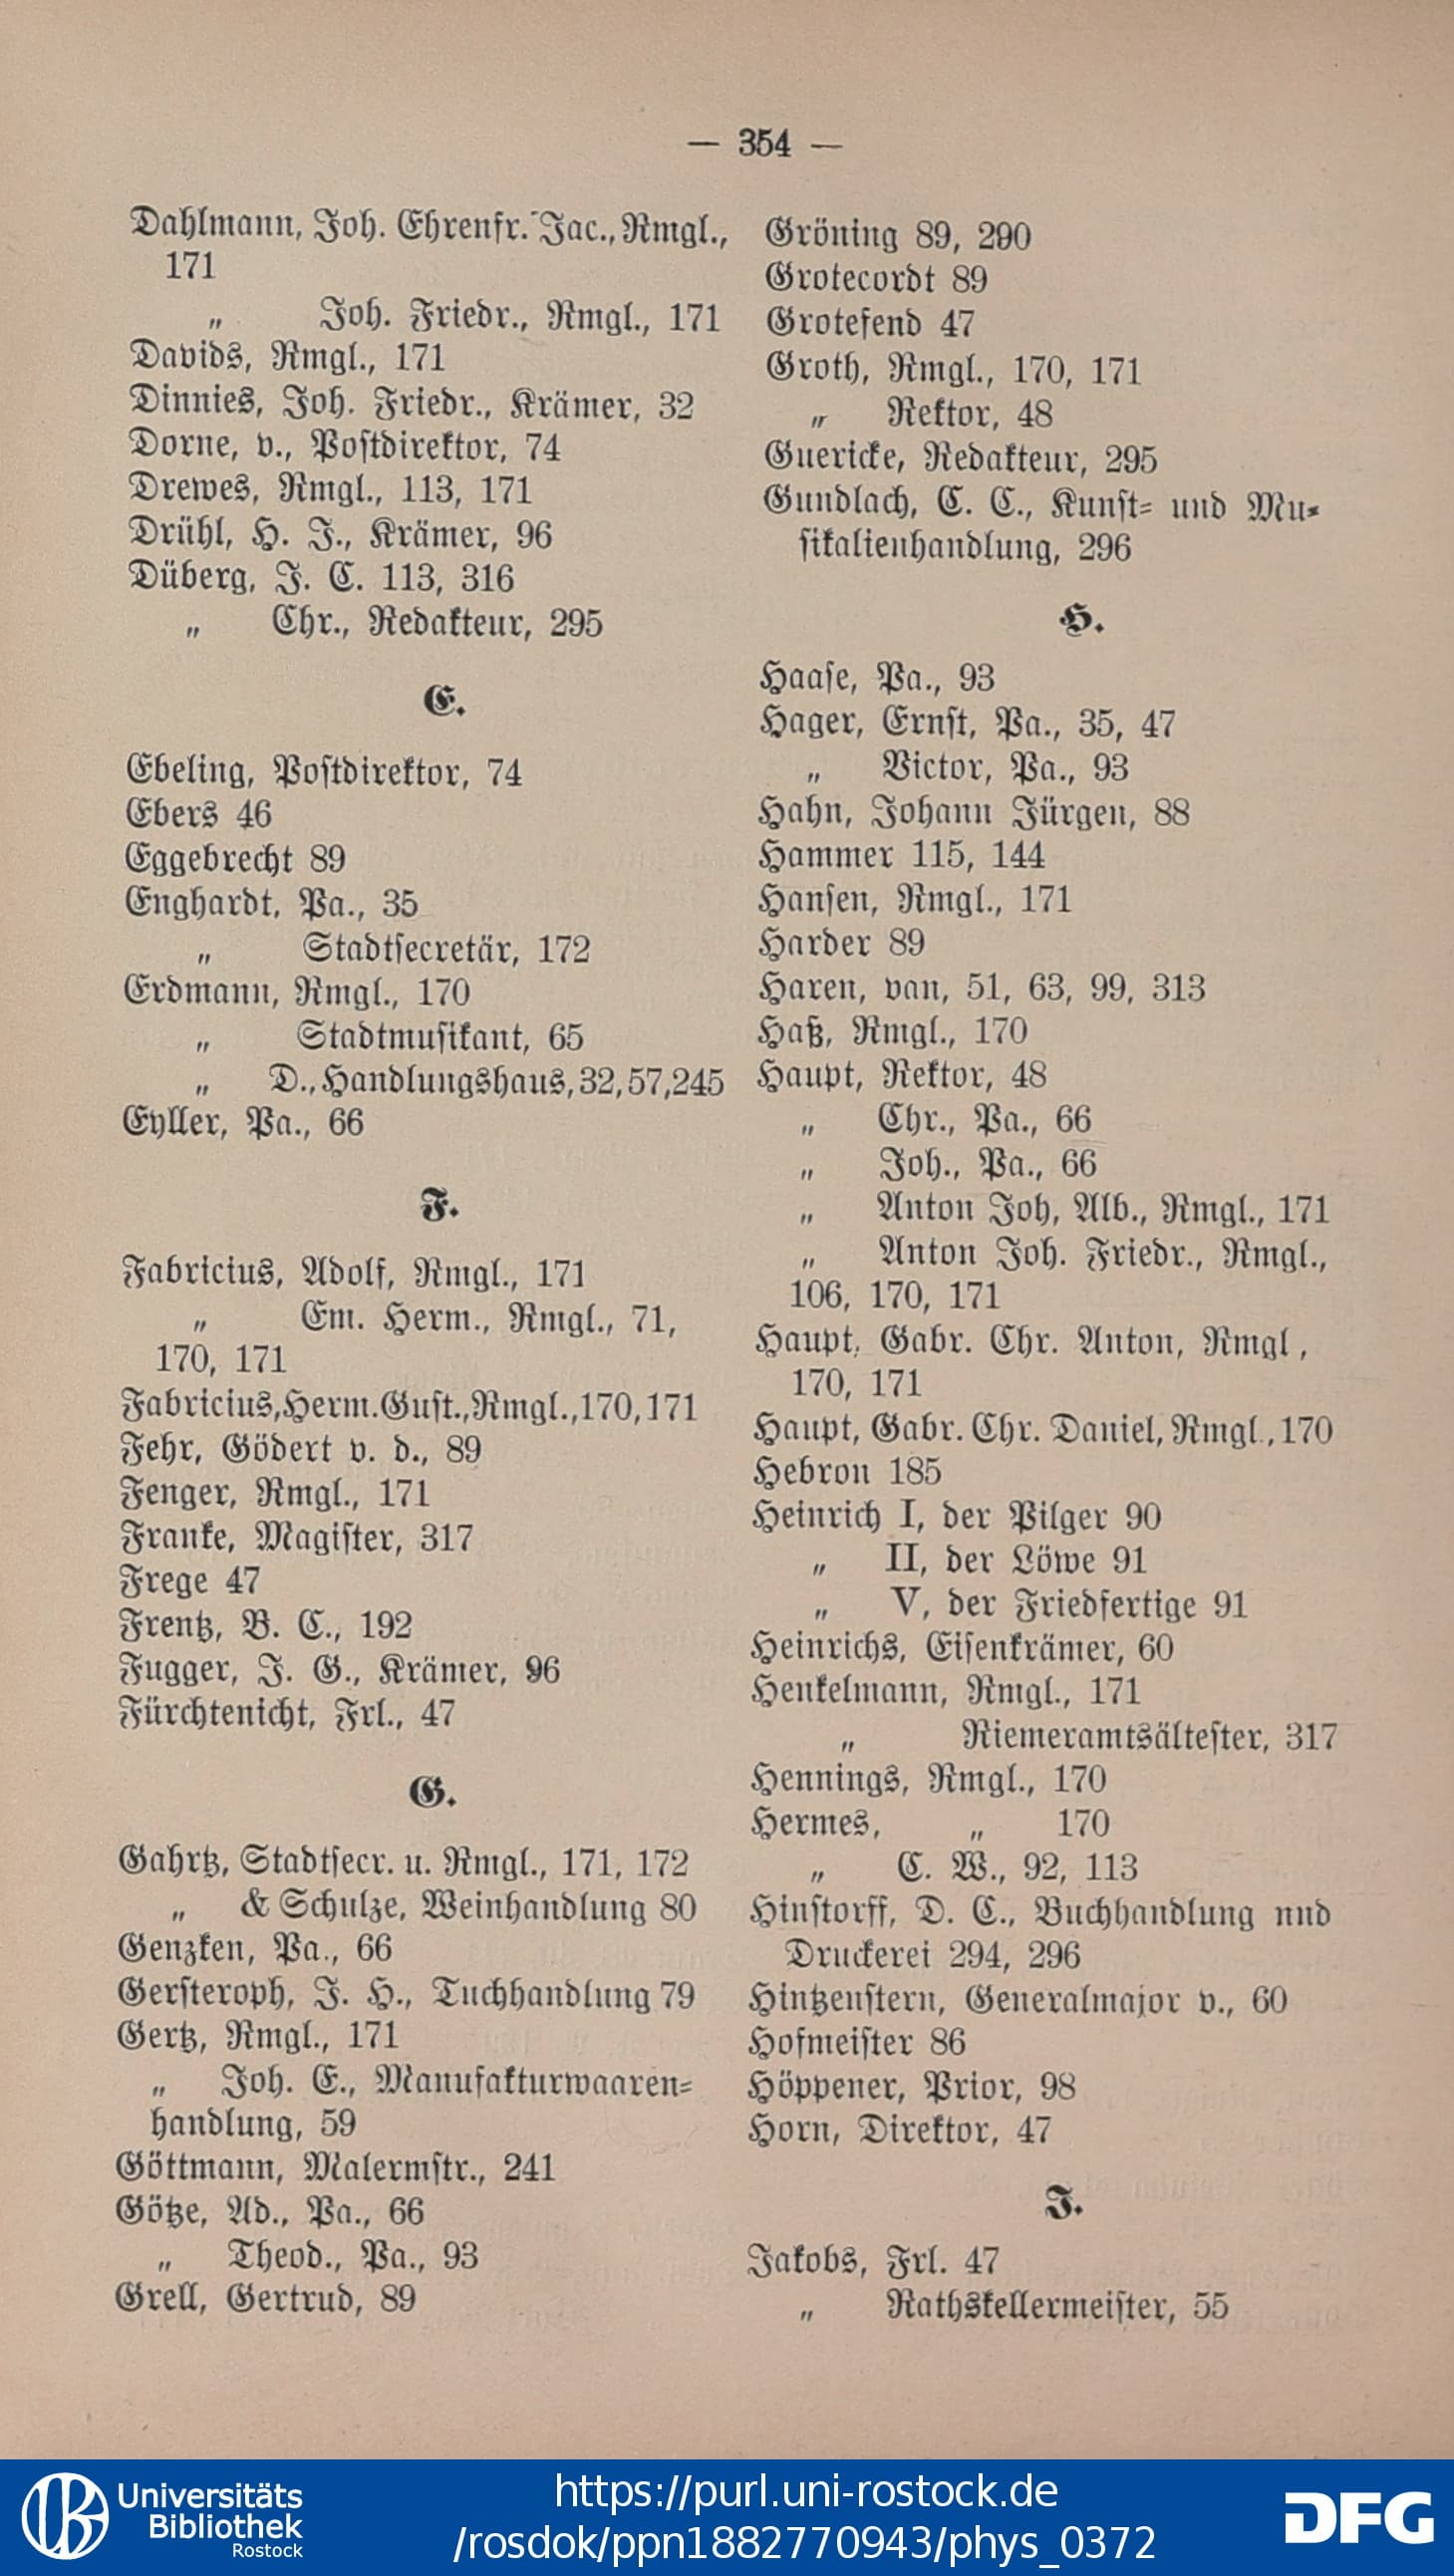 — 354 —
Dahlmann, Joh. Ehrenfr. Jac., Rmgl.,
171
„ Joh. Friedr., Rmgl., 171
Davids, Rmgl., 171
Dinnies, Joh. Friedr., Krämer, 32
Dorne, v., Poſtdirektor, 74
Drewes, Rmgl., 113, 171
Drühl, H. J., Krämer, 96
Düberg, J. C. 113, 316
„ Chr., Redakteur, 295
E.
Ebeling, Poſtdirektor, 74
Ebers 46
Eggebrecht 89
Enghardt, Pa., 35
„ Stadtſecretär, 172
Erdmann, Rmgl., 170
„ Stadtmuſikant, 65
„ D., Handlungshaus, 32, 57, 245
Eyller, Pa., 66
F.
Fabricius, Adolf, Rmgl., 171
„ Em. Herm., Rmgl., 71,
170, 171
Fabricius, Herm. Guſt., Rmgl., 170, 171
Fehr, Gödert v. d., 89
Fenger, Rmgl., 171
Franke, Magiſter, 317
Frege 47
Frentz, B. C., 192
Fugger, J. G., Krämer, 96
Fürchtenicht, Frl., 47
G.
Gahrtz, Stadtſecr. u. Rmgl., 171, 172
„ & Schulze, Weinhandlung 80
Genzken, Pa., 66
Gerſteroph, J. H., Tuchhandlung 79
Gertz, Rmgl., 171
„ Joh. E., Manufakturwaaren⸗
handlung, 59
Göttmann, Malermſtr., 241
Götze, Ad., Pa., 66
„ Theod., Pa., 93
Grell, Gertrud, 89
Gröning 89, 290
Grotecordt 89
Grotefend 47
Groth, Rmgl., 170, 171
„ Rektor, 48
Guericke, Redakteur, 295
Gundlach, C. C., Kunſt⸗ und Mu⸗
ſikalienhandlung, 296
H.
Haaſe, Pa., 93
Hager, Ernſt, Pa., 35, 47
„ Victor, Pa., 93
Hahn, Johann Jürgen, 88
Hammer 115, 144
Hanſen, Rmgl., 171
Harder 89
Haren, van, 51, 63, 99, 313
Haß, Rmgl., 170
Haupt, Rektor, 48
„ Chr., Pa., 66
„ Joh., Pa., 66
„ Anton Joh, Alb., Rmgl., 171
„ Anton Joh. Friedr., Rmgl.,
106, 170, 171
Haupt, Gabr. Chr. Anton, Rmgl ,
170, 171
Haupt, Gabr. Chr. Daniel, Rmgl., 170
Hebron 185
Heinrich I, der Pilger 90
„ II, der Löwe 91
„ V, der Friedfertige 91
Heinrichs, Eiſenkrämer, 60
Henkelmann, Rmgl., 171
„ Riemeramtsälteſter, 317
Hennings, Rmgl., 170
Hermes, „ 170
„ C. W., 92, 113
Hinſtorff, D. C., Buchhandlung nnd
Druckerei 294, 296
Hintzenſtern, Generalmajor v., 60
Hofmeiſter 86
Höppener, Prior, 98
Horn, Direktor, 47
J.
Jakobs, Frl. 47
„ Rathskellermeiſter, 55
Universitäts
Bibliothek
Rostock
https://purl.uni-rostock.de
/rosdok/ppn1882770943/phys_0372
DFG